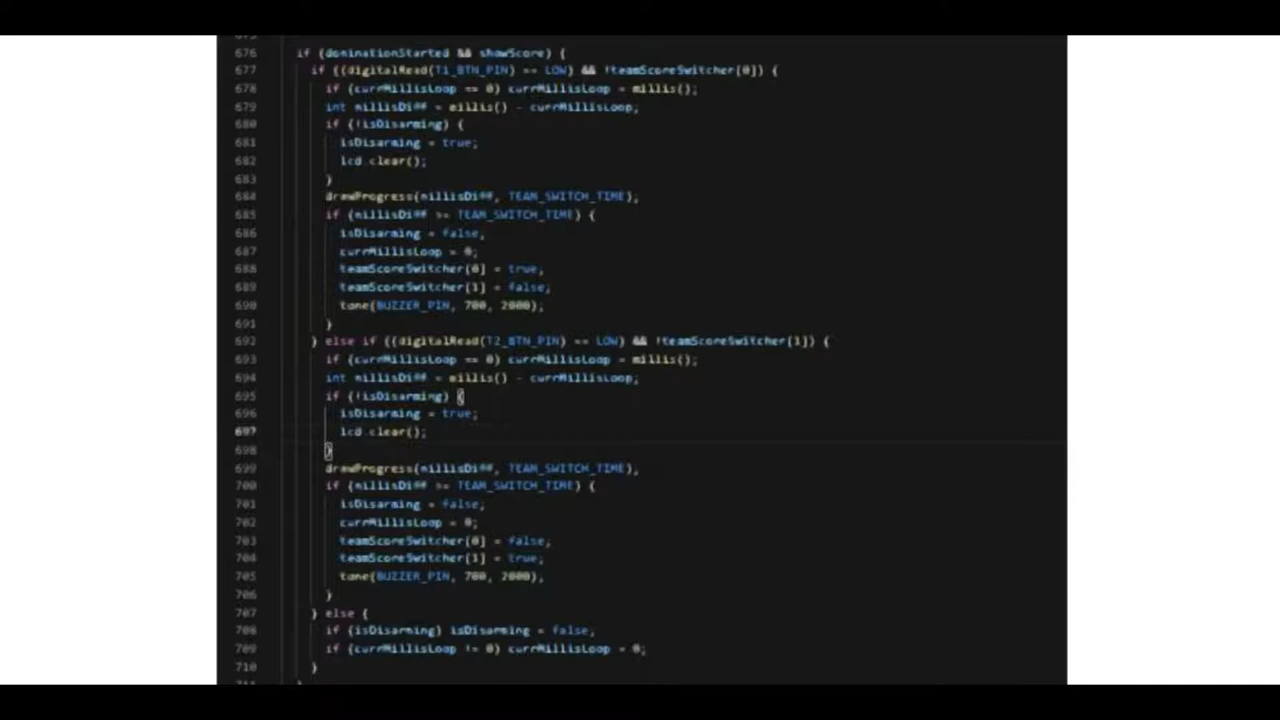 676 if (dominationStarted && showScore) {
677 if ((digitalRead(T1_BTN_PIN) == LOW) && !teamScoreSwitcher[0]) {
678 if (currMillisLoop == 0) currMillisLoop = millis();
679 int millisDiff = millis() - currMillisLoop;
680 if (!isDisarming) {
681 isDisarming = true;
682 lcd.clear();
683 }
684 drawProgress(millisDiff, TEAM_SWITCH_TIME);
685 if (millisDiff >= TEAM_SWITCH_TIME) {
686 isDisarming = false;
687 currMillisLoop = 0;
688 teamScoreSwitcher[0] = true;
689 teamScoreSwitcher[1] = false;
690 tone(BUZZER_PIN, 700, 2000);
691 }
692 } else if ((digitalRead(T2_BTN_PIN) == LOW) && !teamScoreSwitcher[1]) {
693 if (currMillisLoop == 0) currMillisLoop = millis();
694 int millisDiff = millis() - currMillisLoop;
695 if (!isDisarming) {
696 isDisarming = true;
697 lcd.clear();
698 }
699 drawProgress(millisDiff, TEAM_SWITCH_TIME);
700 if (millisDiff >= TEAM_SWITCH_TIME) {
701 isDisarming = false;
702 currMillisLoop = 0;
703 teamScoreSwitcher[0] = false;
704 teamScoreSwitcher[1] = true;
705 tone(BUZZER_PIN, 700, 2000);
706 }
707 } else {
708 if (isDisarming) isDisarming = false;
709 if (currMillisLoop != 0) currMillisLoop = 0;
710 }